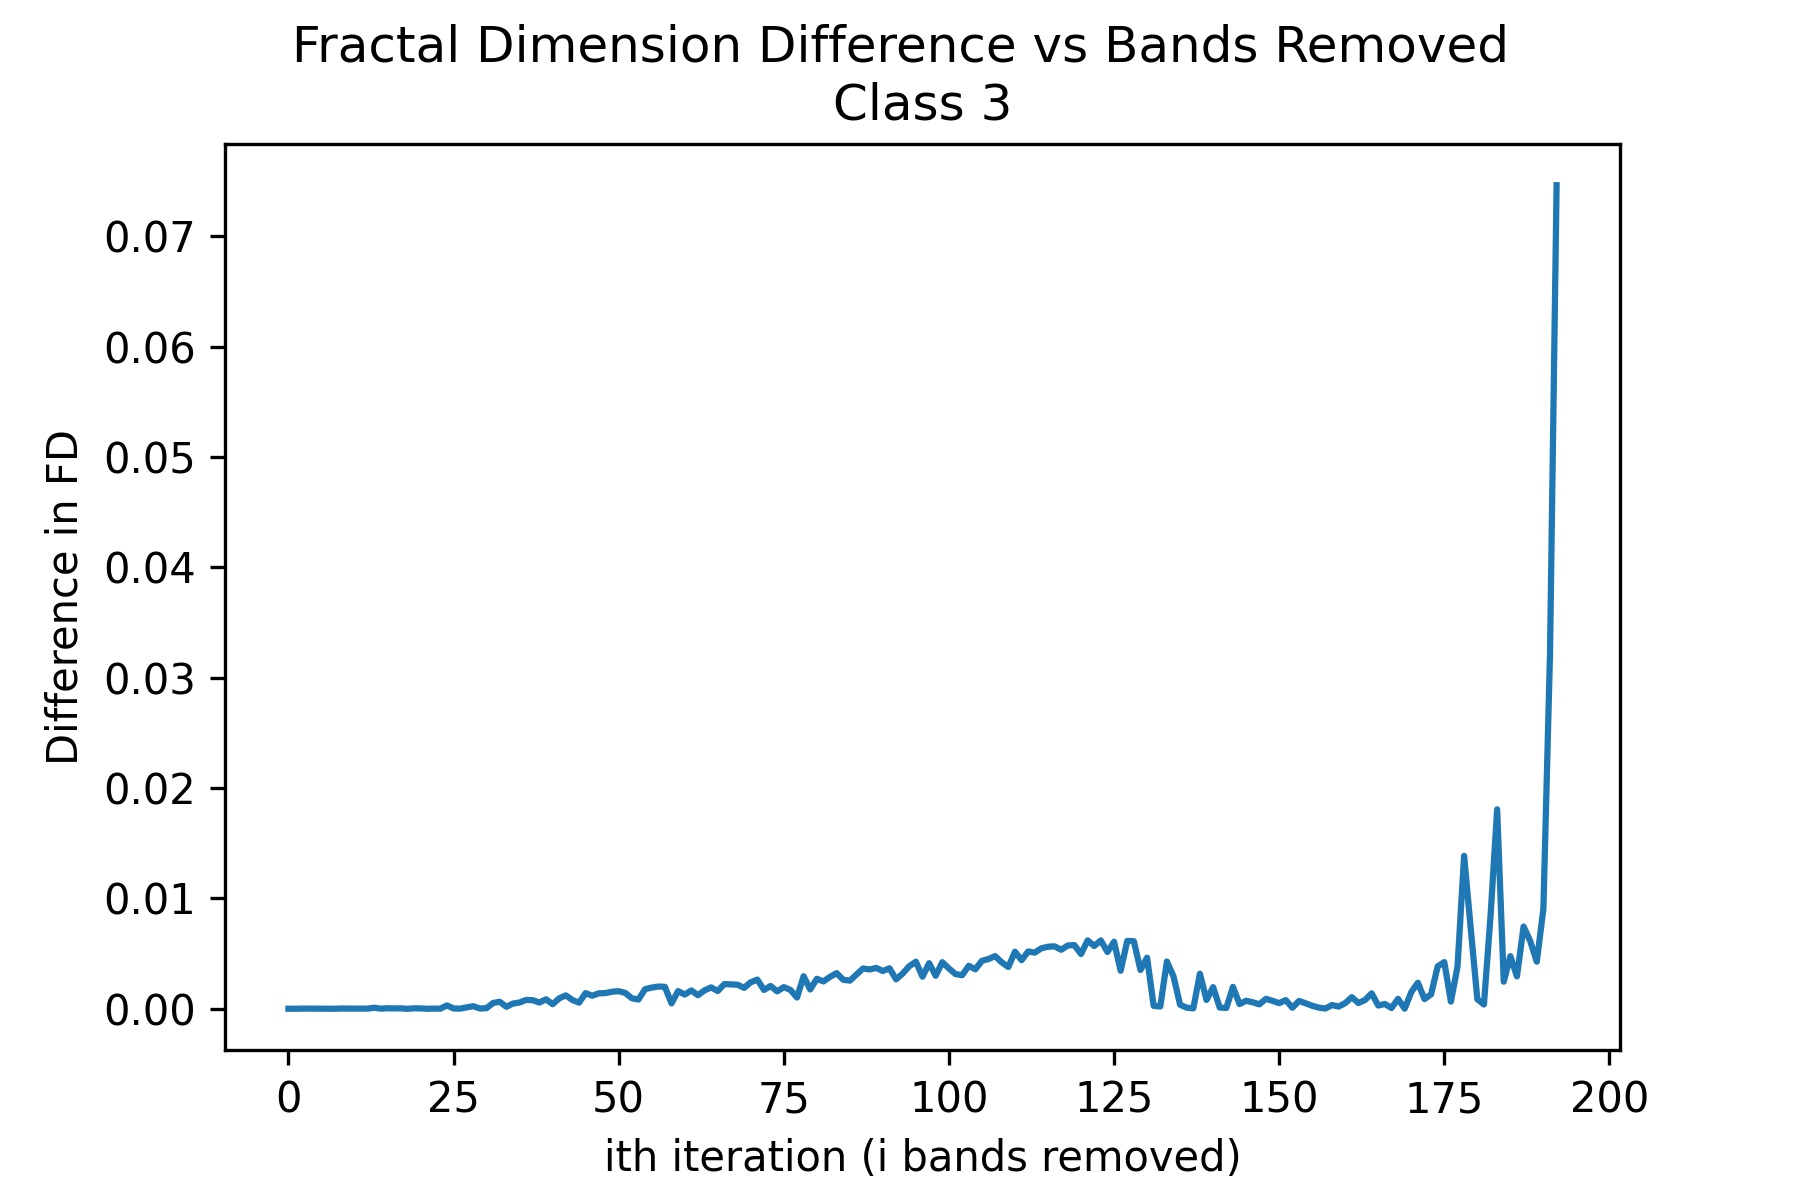 Fractal Dimension Difference vs Bands Removed
Class 3
0.07
0.06
0.05
0.04
0.03
0.02
0.01
0.00
Difference in FD
0 25 50 75 100 125 150 175 200
ith iteration (i bands removed)